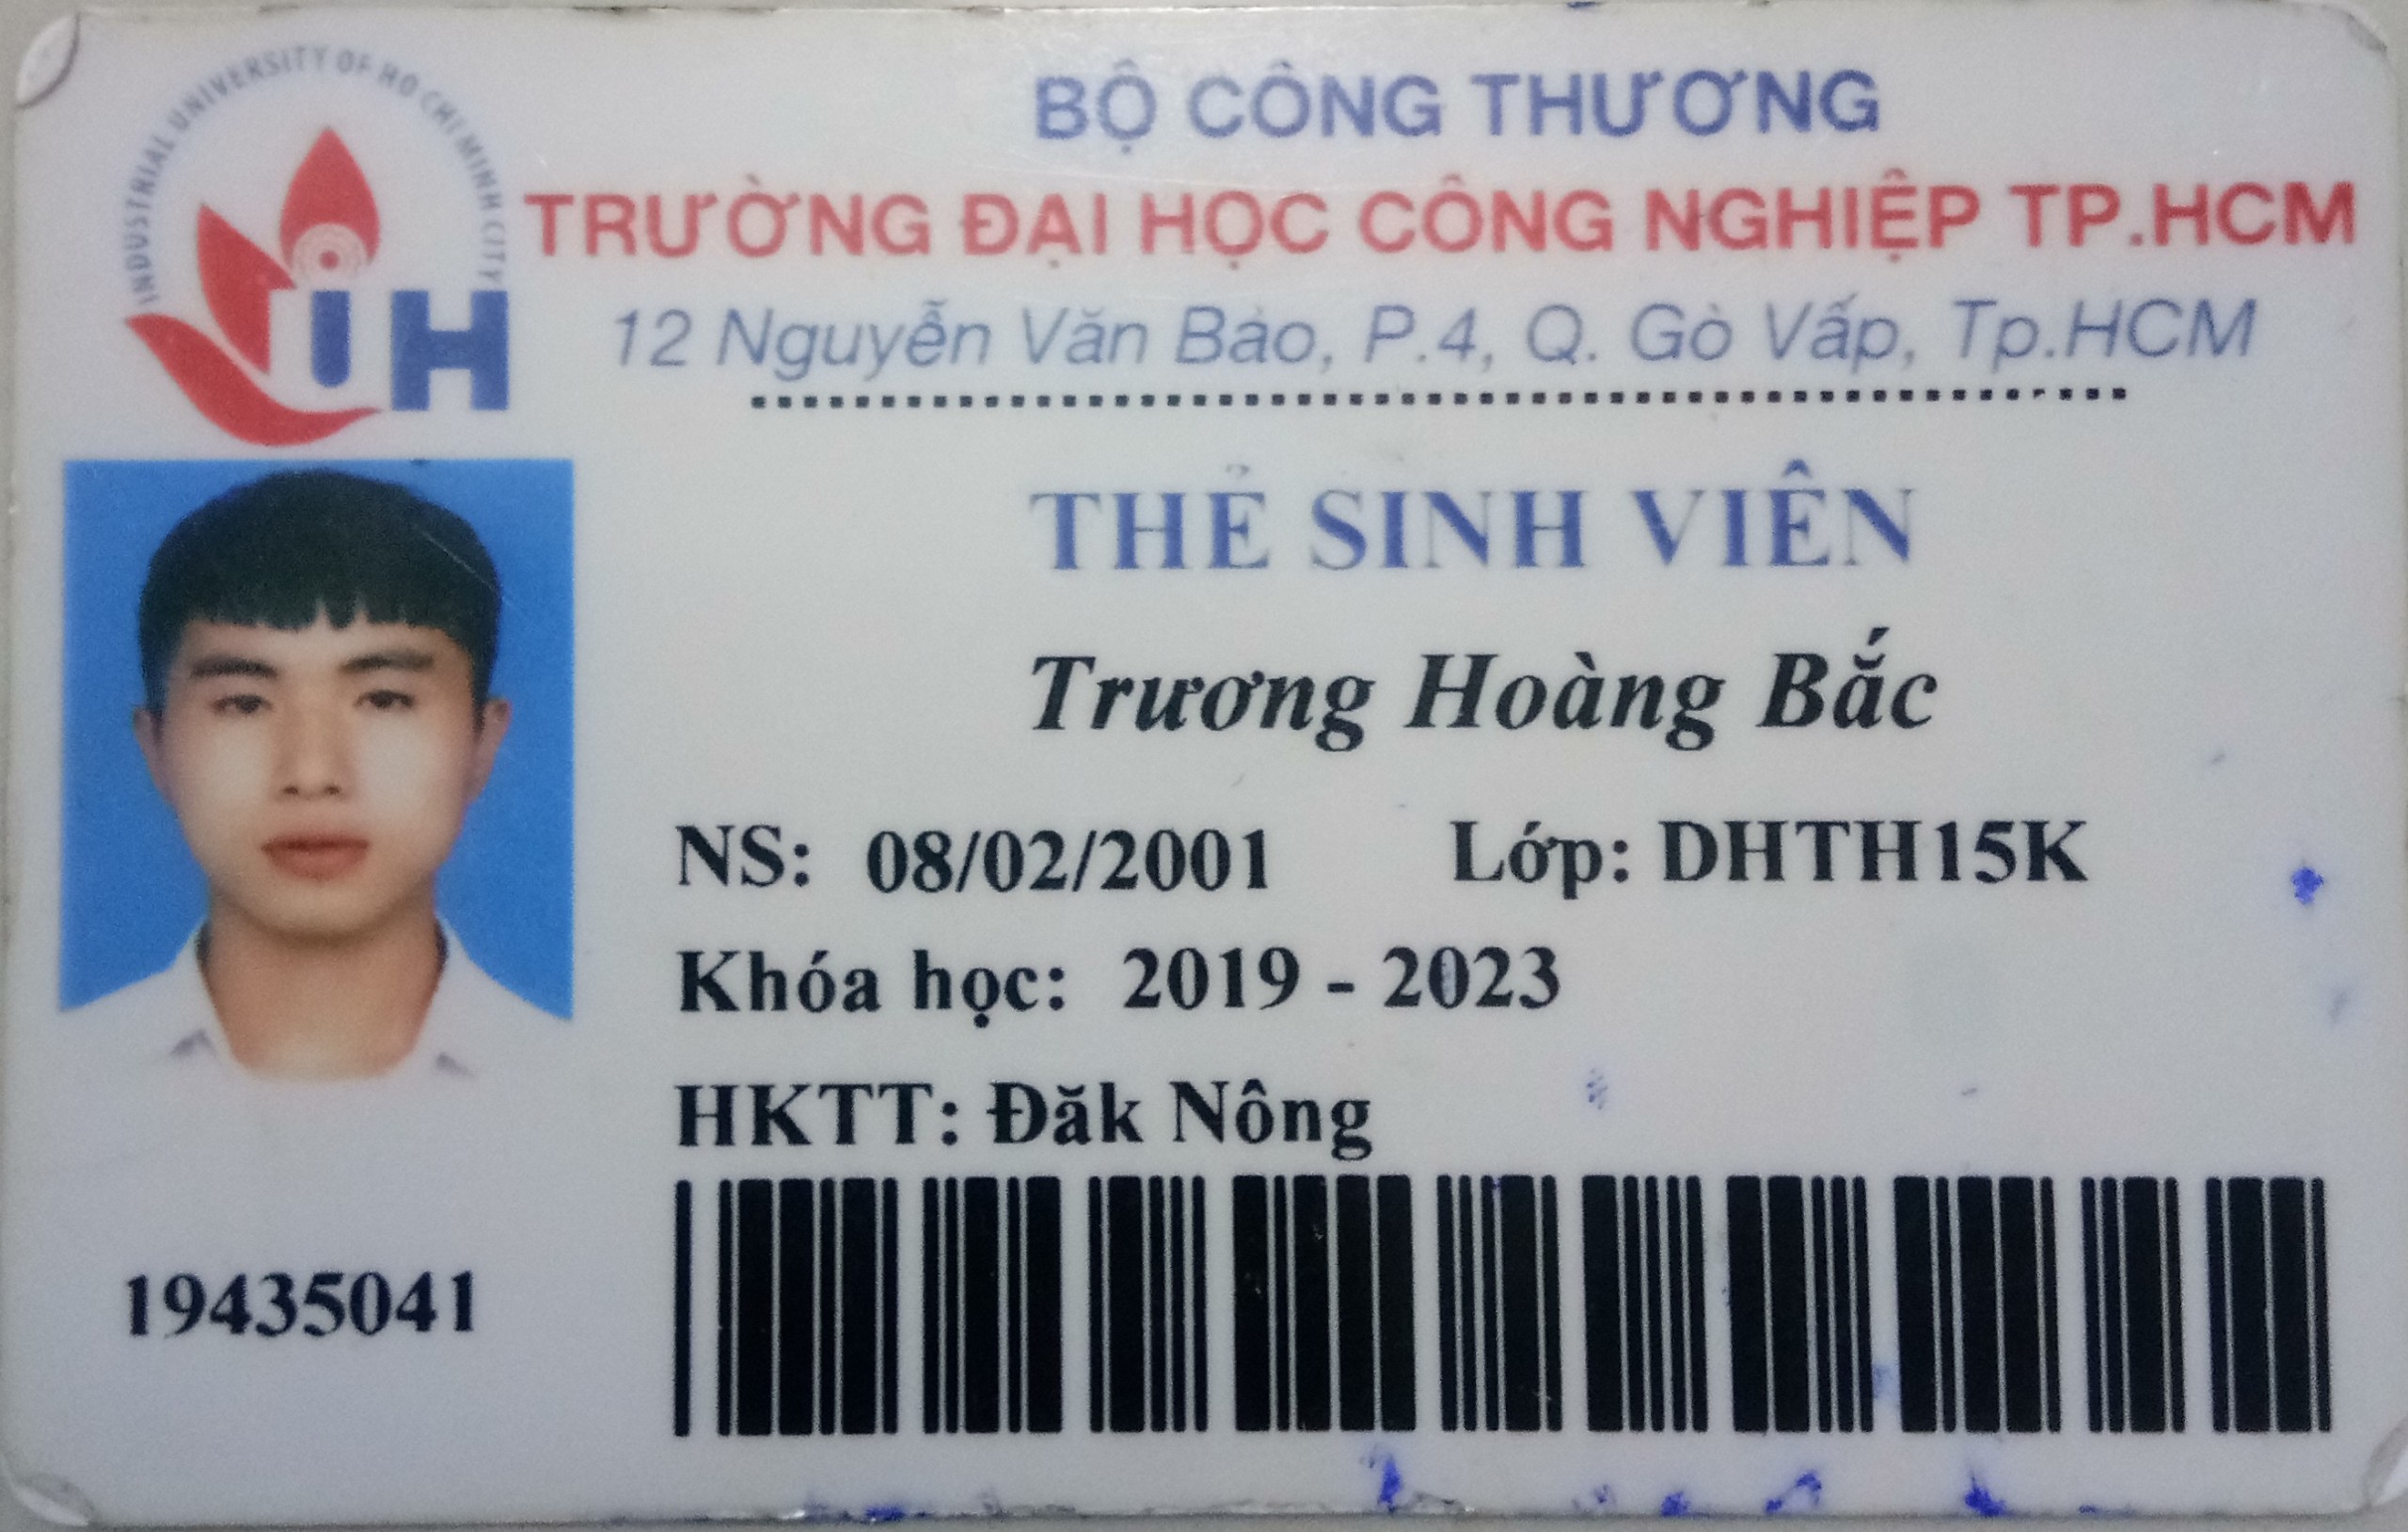 INDUSTRIAL UNIVERSITY OF HO CHI MINH CITY
IUH
BỘ CÔNG THƯƠNG
TRƯỜNG ĐẠI HỌC CÔNG NGHIỆP TP.HCM
12 Nguyễn Văn Bảo, P.4, Q. Gò Vấp, Tp.HCM
THẺ SINH VIÊN
Trương Hoàng Bắc
NS: 08/02/2001 Lớp: DHTH15K
Khóa học: 2019 - 2023
HKTT: Đăk Nông
19435041